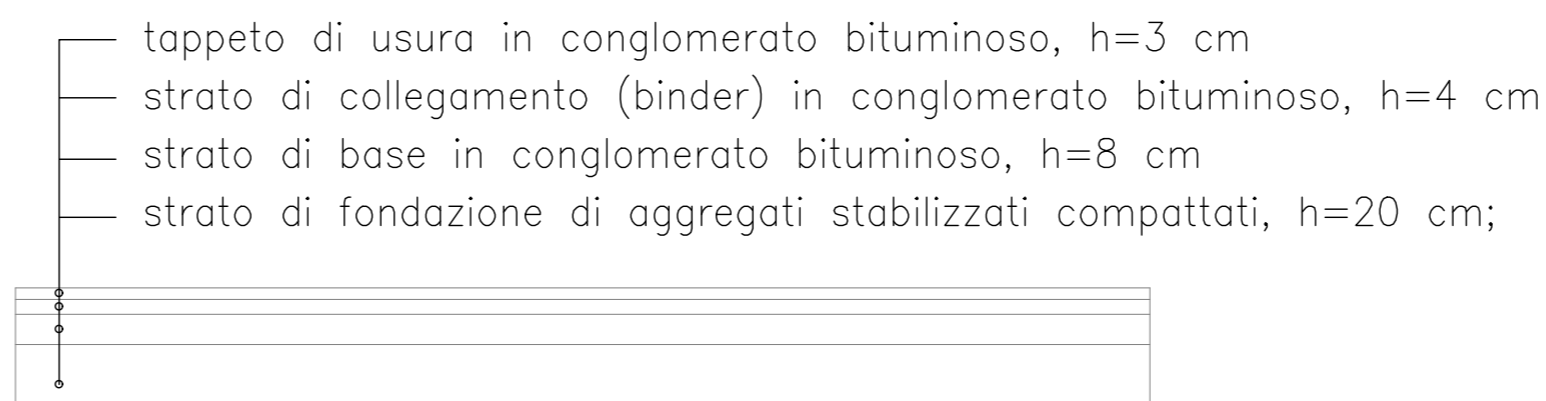 tappeto di usura in conglomerato bituminoso, h=3 cm
strato di collegamento (binder) in conglomerato bituminoso, h=4 cm
strato di base in conglomerato bituminoso, h=8 cm
strato di fondazione di aggregati stabilizzati compattati, h=20 cm;